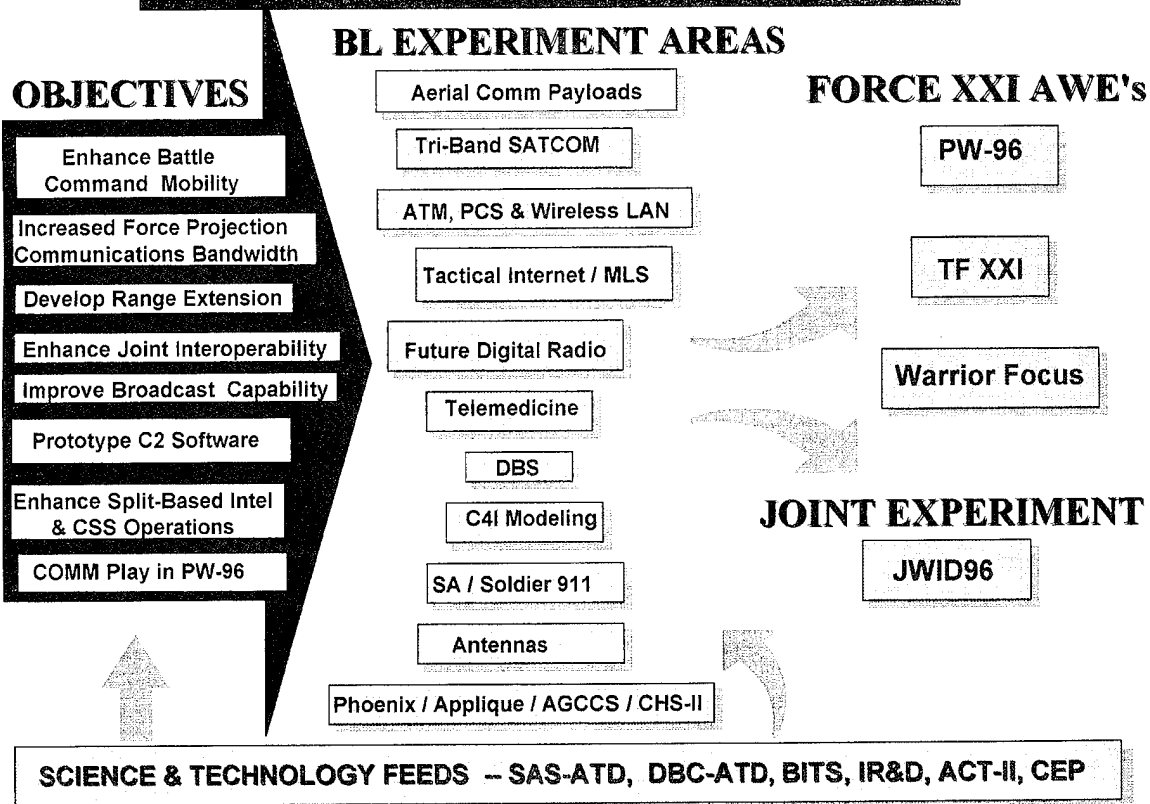 OBJECTIVES
Enhance Battle
Command Mobility
Increased Force Projection
Communications Bandwidth
Develop Range Extension
Enhance Joint Interoperability
Improve Broadcast Capability
Prototype C2 Software
Enhance Split-Based Intel
& CSS Operations
COMM Play in PW-96
BL EXPERIMENT AREAS
Aerial Comm Payloads
Tri-Band SATCOM
ATM, PCS & Wireless LAN
Tactical Internet / MLS
Future Digital Radio
Telemedicine
DBS
C4I Modeling
SA / Soldier 911
Antennas
Phoenix / Applique / AGCCS / CHS-II
FORCE XXI AWE's
PW-96
TF XXI
Warrior Focus
JOINT EXPERIMENT
JWID96
SCIENCE & TECHNOLOGY FEEDS -- SAS-ATD, DBC-ATD, BITS, IR&D, ACT-II, CEP